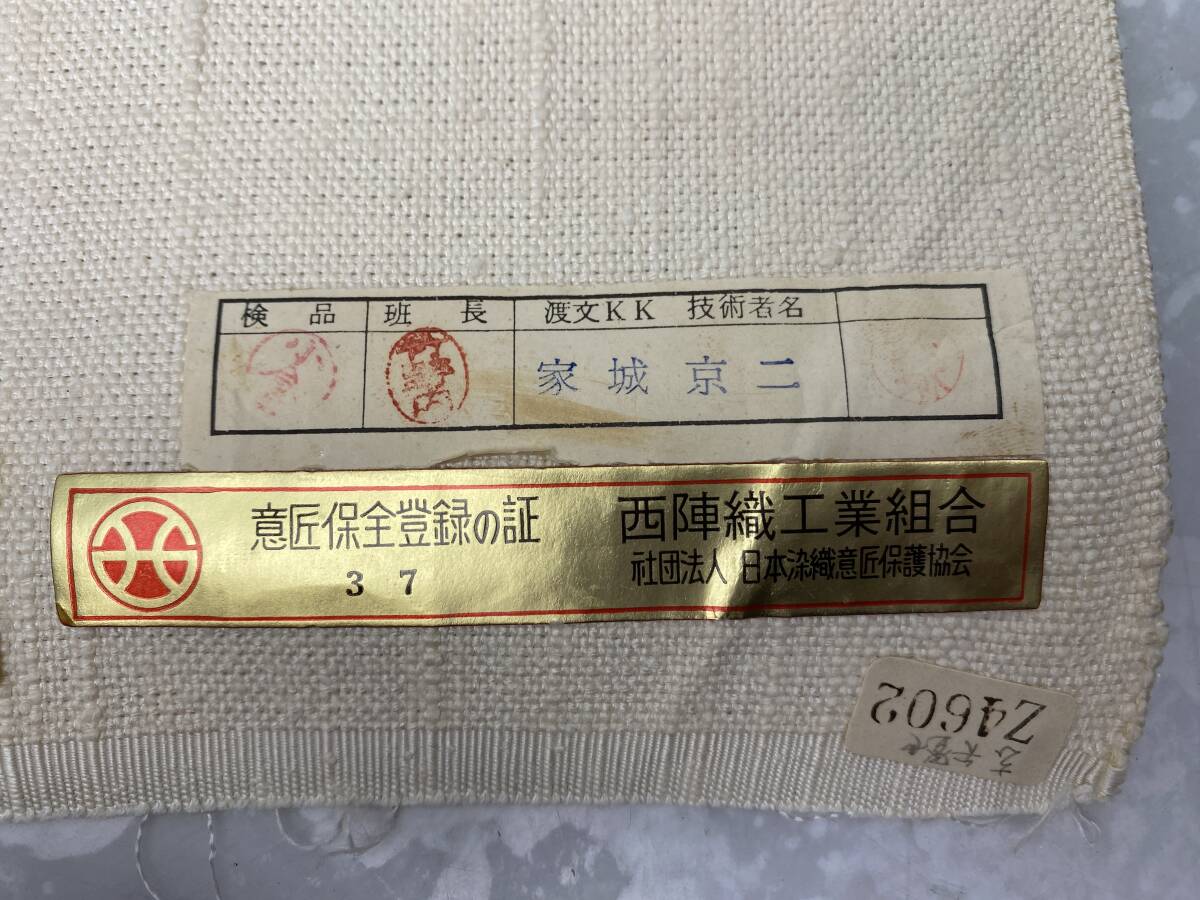 検品 班長 渡文KK 技術者名
家城京二
意匠保全登録の証 西陣織工業組合
37 社団法人 日本染織意匠保護協会
Z4602